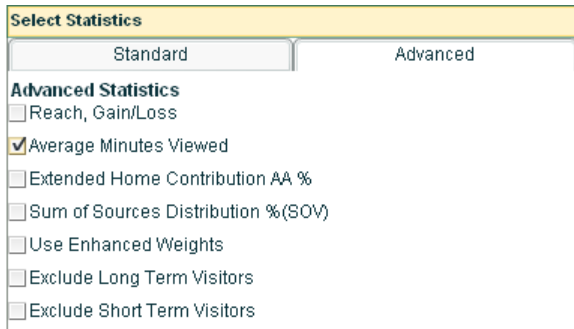 Select Statistics
Standard Advanced
Advanced Statistics
Reach, Gain/Loss
Average Minutes Viewed
Extended Home Contribution AA %
Sum of Sources Distribution %(SOV)
Use Enhanced Weights
Exclude Long Term Visitors
Exclude Short Term Visitors